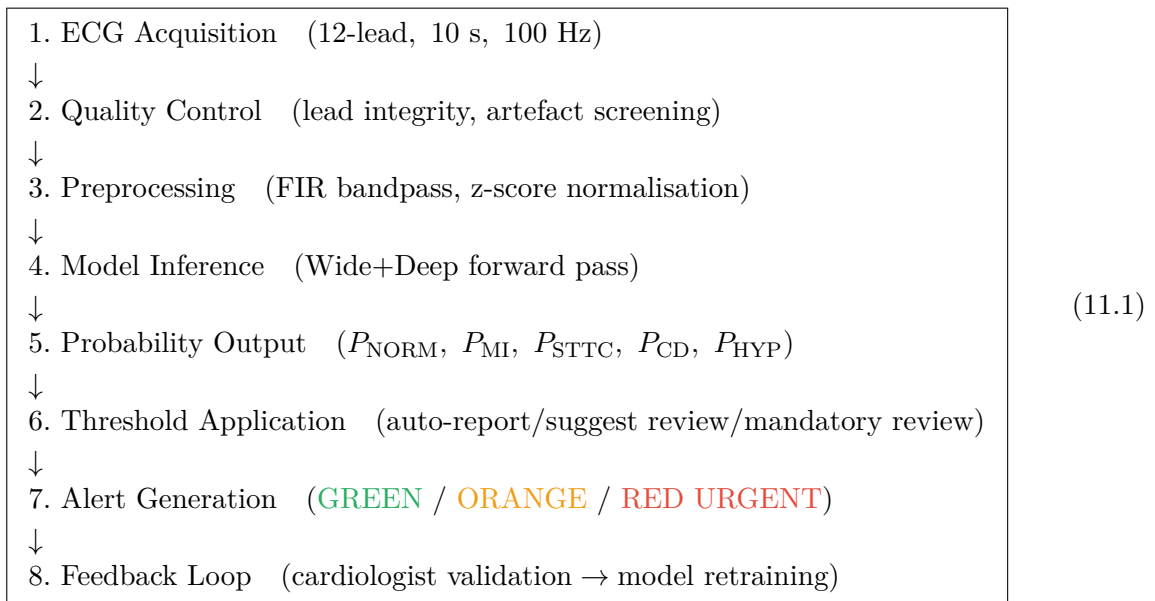 1. ECG Acquisition (12-lead, 10 s, 100 Hz)
↓
2. Quality Control (lead integrity, artefact screening)
↓
3. Preprocessing (FIR bandpass, z-score normalisation)
↓
4. Model Inference (Wide+Deep forward pass)
↓
5. Probability Output (P_NORM, P_MI, P_STTC, P_CD, P_HYP)
↓
6. Threshold Application (auto-report/suggest review/mandatory review)
↓
7. Alert Generation (GREEN / ORANGE / RED URGENT)
↓
8. Feedback Loop (cardiologist validation → model retraining)
(11.1)